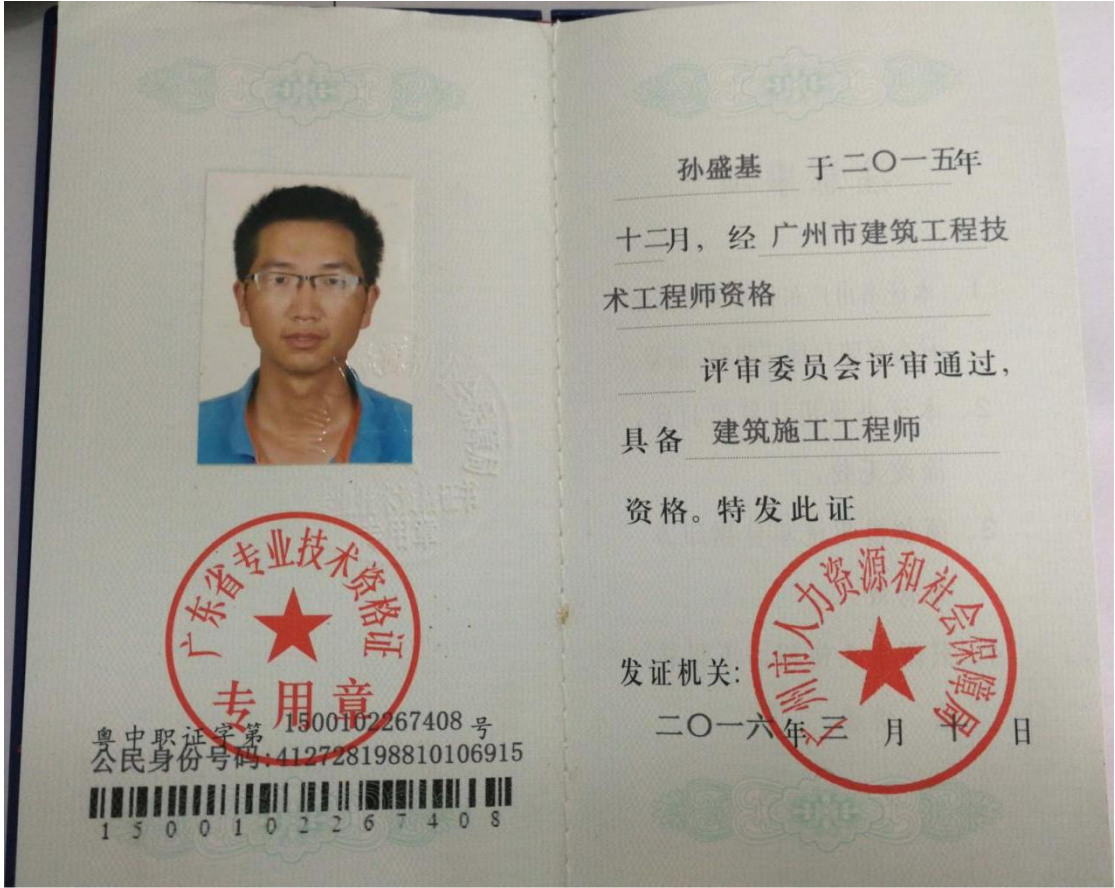 广东省专业技术资格证
专用章
粤中职证字第 1500102267408 号
公民身份号码:412728198810106915
1500102267408
孙盛基 于二〇一五年
十二月，经 广州市建筑工程技
术工程师资格
评审委员会评审通过，
具备 建筑施工工程师
资格。特发此证
广州市人力资源和社会保障局
发证机关:
二〇一六年 三 月 十 日